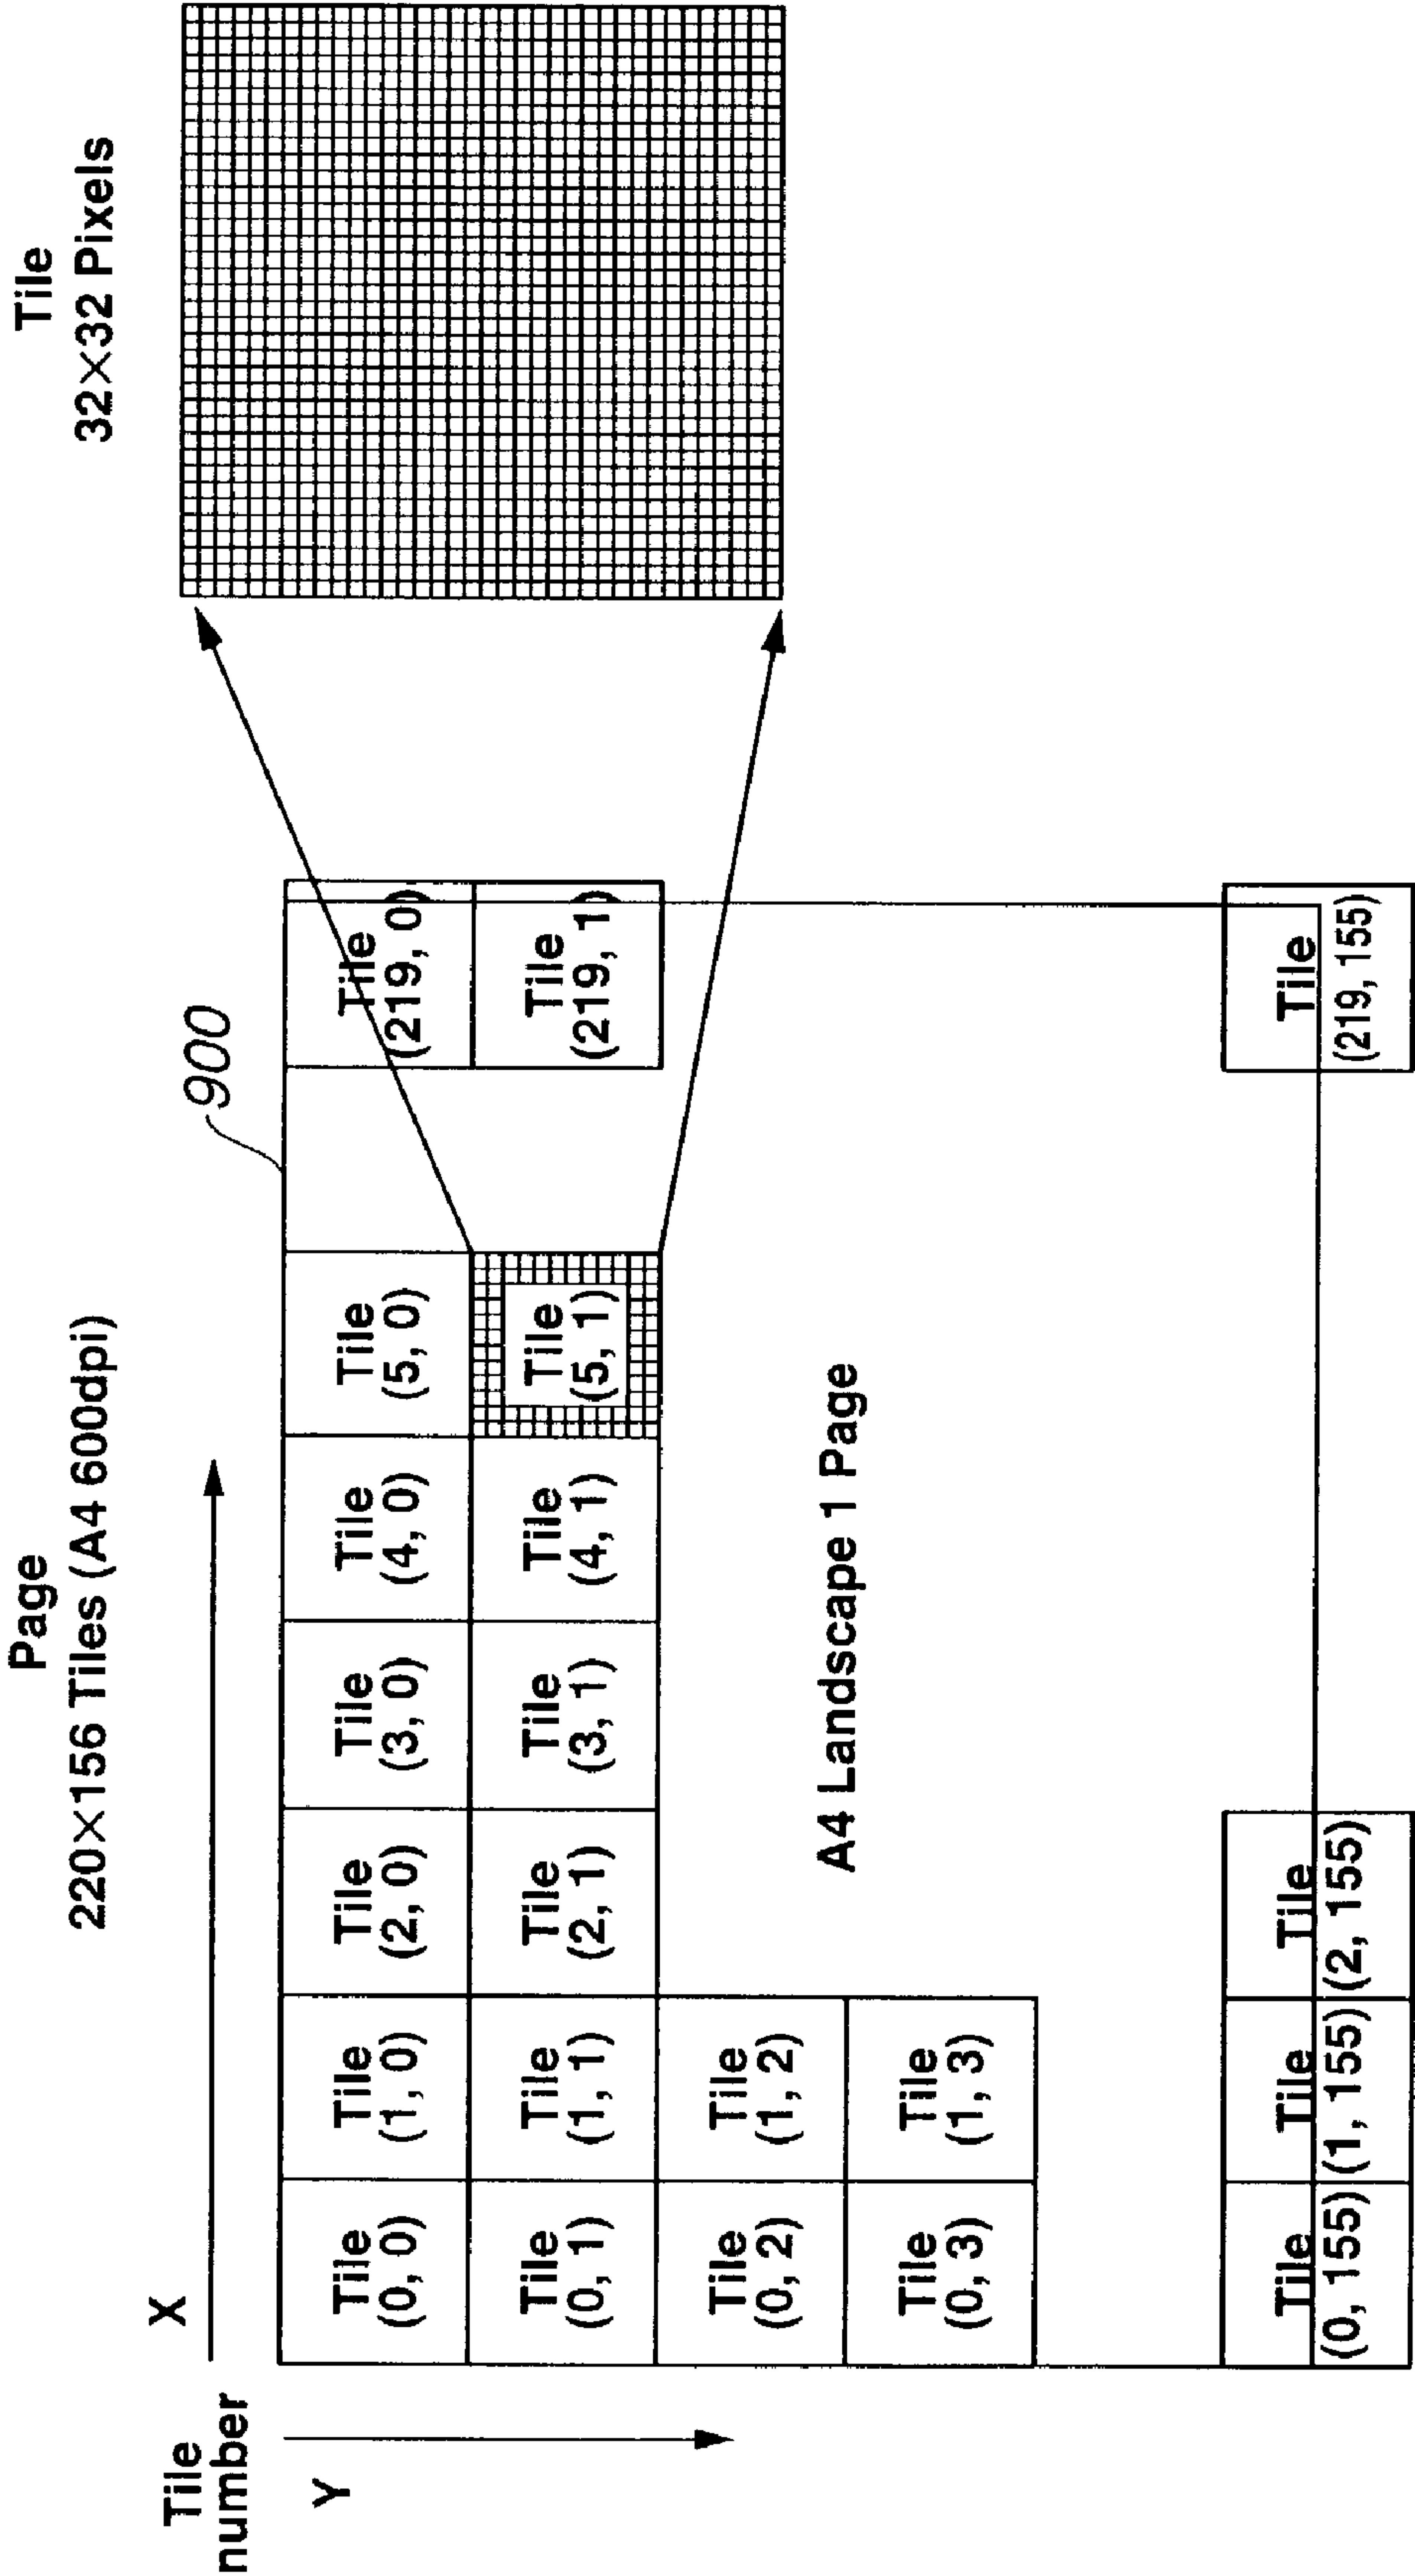 Page
220×156 Tiles (A4 600dpi)
Tile
32×32 Pixels
Tile
number
X
Y
900
Tile
(0, 0)
Tile
(1, 0)
Tile
(2, 0)
Tile
(3, 0)
Tile
(4, 0)
Tile
(5, 0)
Tile
(219, 0)
Tile
(0, 1)
Tile
(1, 1)
Tile
(2, 1)
Tile
(3, 1)
Tile
(4, 1)
Tile
(5, 1)
Tile
(219, 1)
Tile
(0, 2)
Tile
(1, 2)
A4 Landscape 1 Page
Tile
(0, 3)
Tile
(1, 3)
Tile
(0, 155)
Tile
(1, 155)
Tile
(2, 155)
Tile
(219, 155)